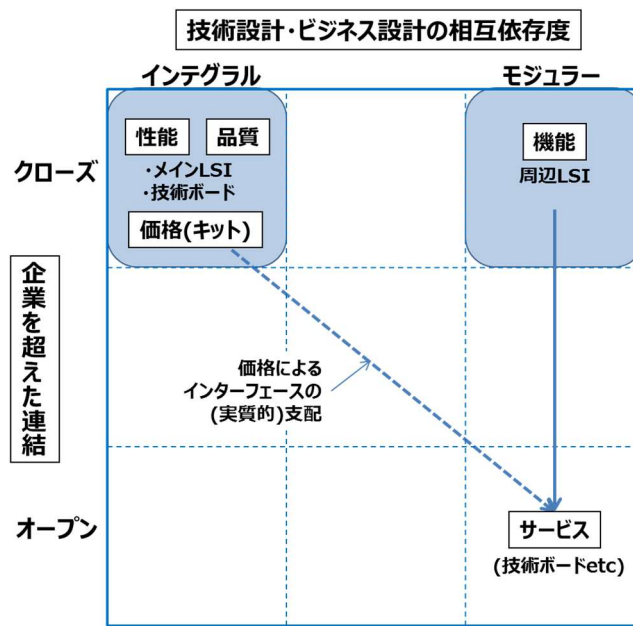 技術設計・ビジネス設計の相互依存度
インテグラル
モジュラー
クローズ
性能
品質
・メインLSI
・技術ボード
価格(キット)
機能
周辺LSI
企業を超えた連結
価格による
インターフェースの
(実質的)支配
オープン
サービス
(技術ボードetc)